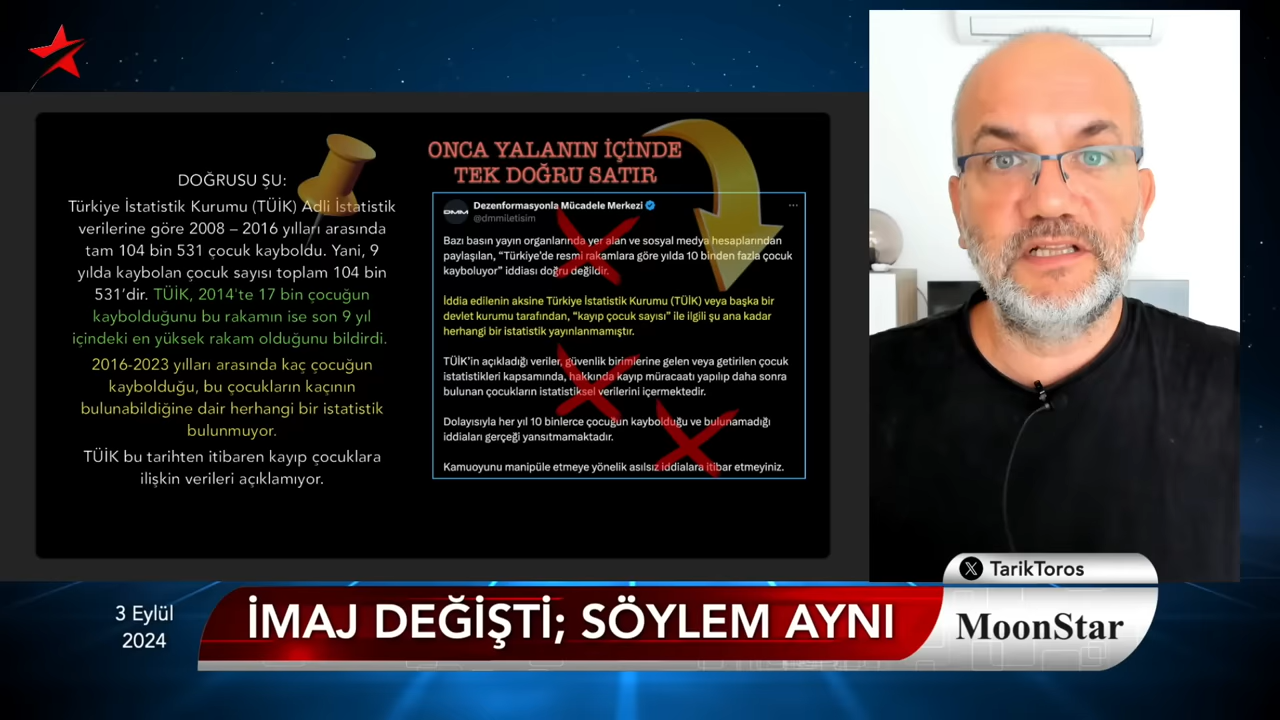 DOĞRUSU ŞU:
Türkiye İstatistik Kurumu (TÜİK) Adli İstatistik
verilerine göre 2008 – 2016 yılları arasında
tam 104 bin 531 çocuk kayboldu. Yani, 9
yılda kaybolan çocuk sayısı toplam 104 bin
531’dir. TÜİK, 2014'te 17 bin çocuğun
kaybolduğunu bu rakamın ise son 9 yıl
içindeki en yüksek rakam olduğunu bildirdi.
2016-2023 yılları arasında kaç çocuğun
kaybolduğu, bu çocukların kaçının
bulunabildiğine dair herhangi bir istatistik
bulunmuyor.
TÜİK bu tarihten itibaren kayıp çocuklara
ilişkin verileri açıklamıyor.
ONCA YALANIN İÇİNDE
TEK DOĞRU SATIR
DMM
Dezenformasyonla Mücadele Merkezi
@dmmiletisim
Bazı basın yayın organlarında yer alan ve sosyal medya hesaplarından
paylaşılan, “Türkiye’de resmi rakamlara göre yılda 10 binden fazla çocuk
kayboluyor” iddiası doğru değildir.
İddia edilenin aksine Türkiye İstatistik Kurumu (TÜİK) veya başka bir
devlet kurumu tarafından, “kayıp çocuk sayısı” ile ilgili şu ana kadar
herhangi bir istatistik yayınlanmamıştır.
TÜİK’in açıkladığı veriler, güvenlik birimlerine gelen veya getirilen çocuk
istatistikleri kapsamında, hakkında kayıp müracaatı yapılıp daha sonra
bulunan çocukların istatistiksel verilerini içermektedir.
Dolayısıyla her yıl 10 binlerce çocuğun kaybolduğu ve bulunamadığı
iddiaları gerçeği yansıtmamaktadır.
Kamuoyunu manipüle etmeye yönelik asılsız iddialara itibar etmeyiniz.
X TarikToros
3 Eylül
2024
İMAJ DEĞİŞTİ; SÖYLEM AYNI
MoonStar